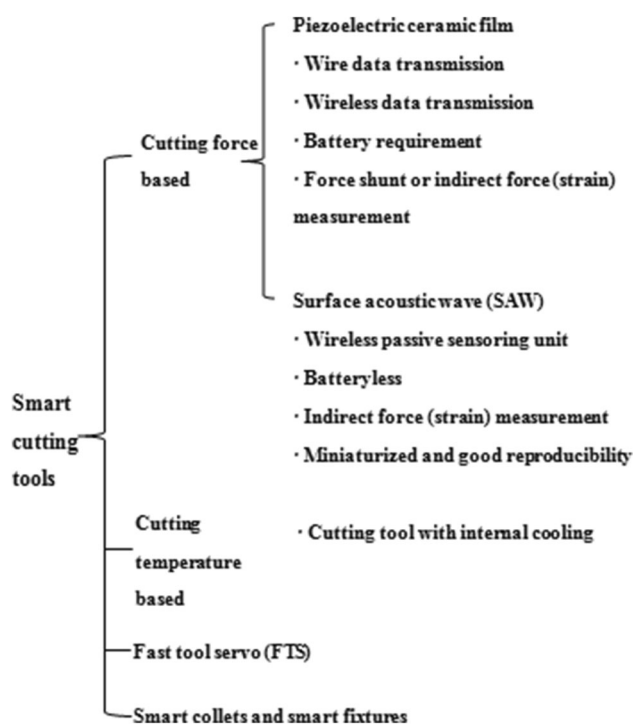 Piezoelectric ceramic film
· Wire data transmission
· Wireless data transmission
· Battery requirement
· Force shunt or indirect force (strain)
measurement
Cutting force
based
Surface acoustic wave (SAW)
· Wireless passive sensoring unit
· Batteryless
· Indirect force (strain) measurement
· Miniaturized and good reproducibility
Smart
cutting
tools
Cutting
temperature
based
· Cutting tool with internal cooling
Fast tool servo (FTS)
Smart collets and smart fixtures